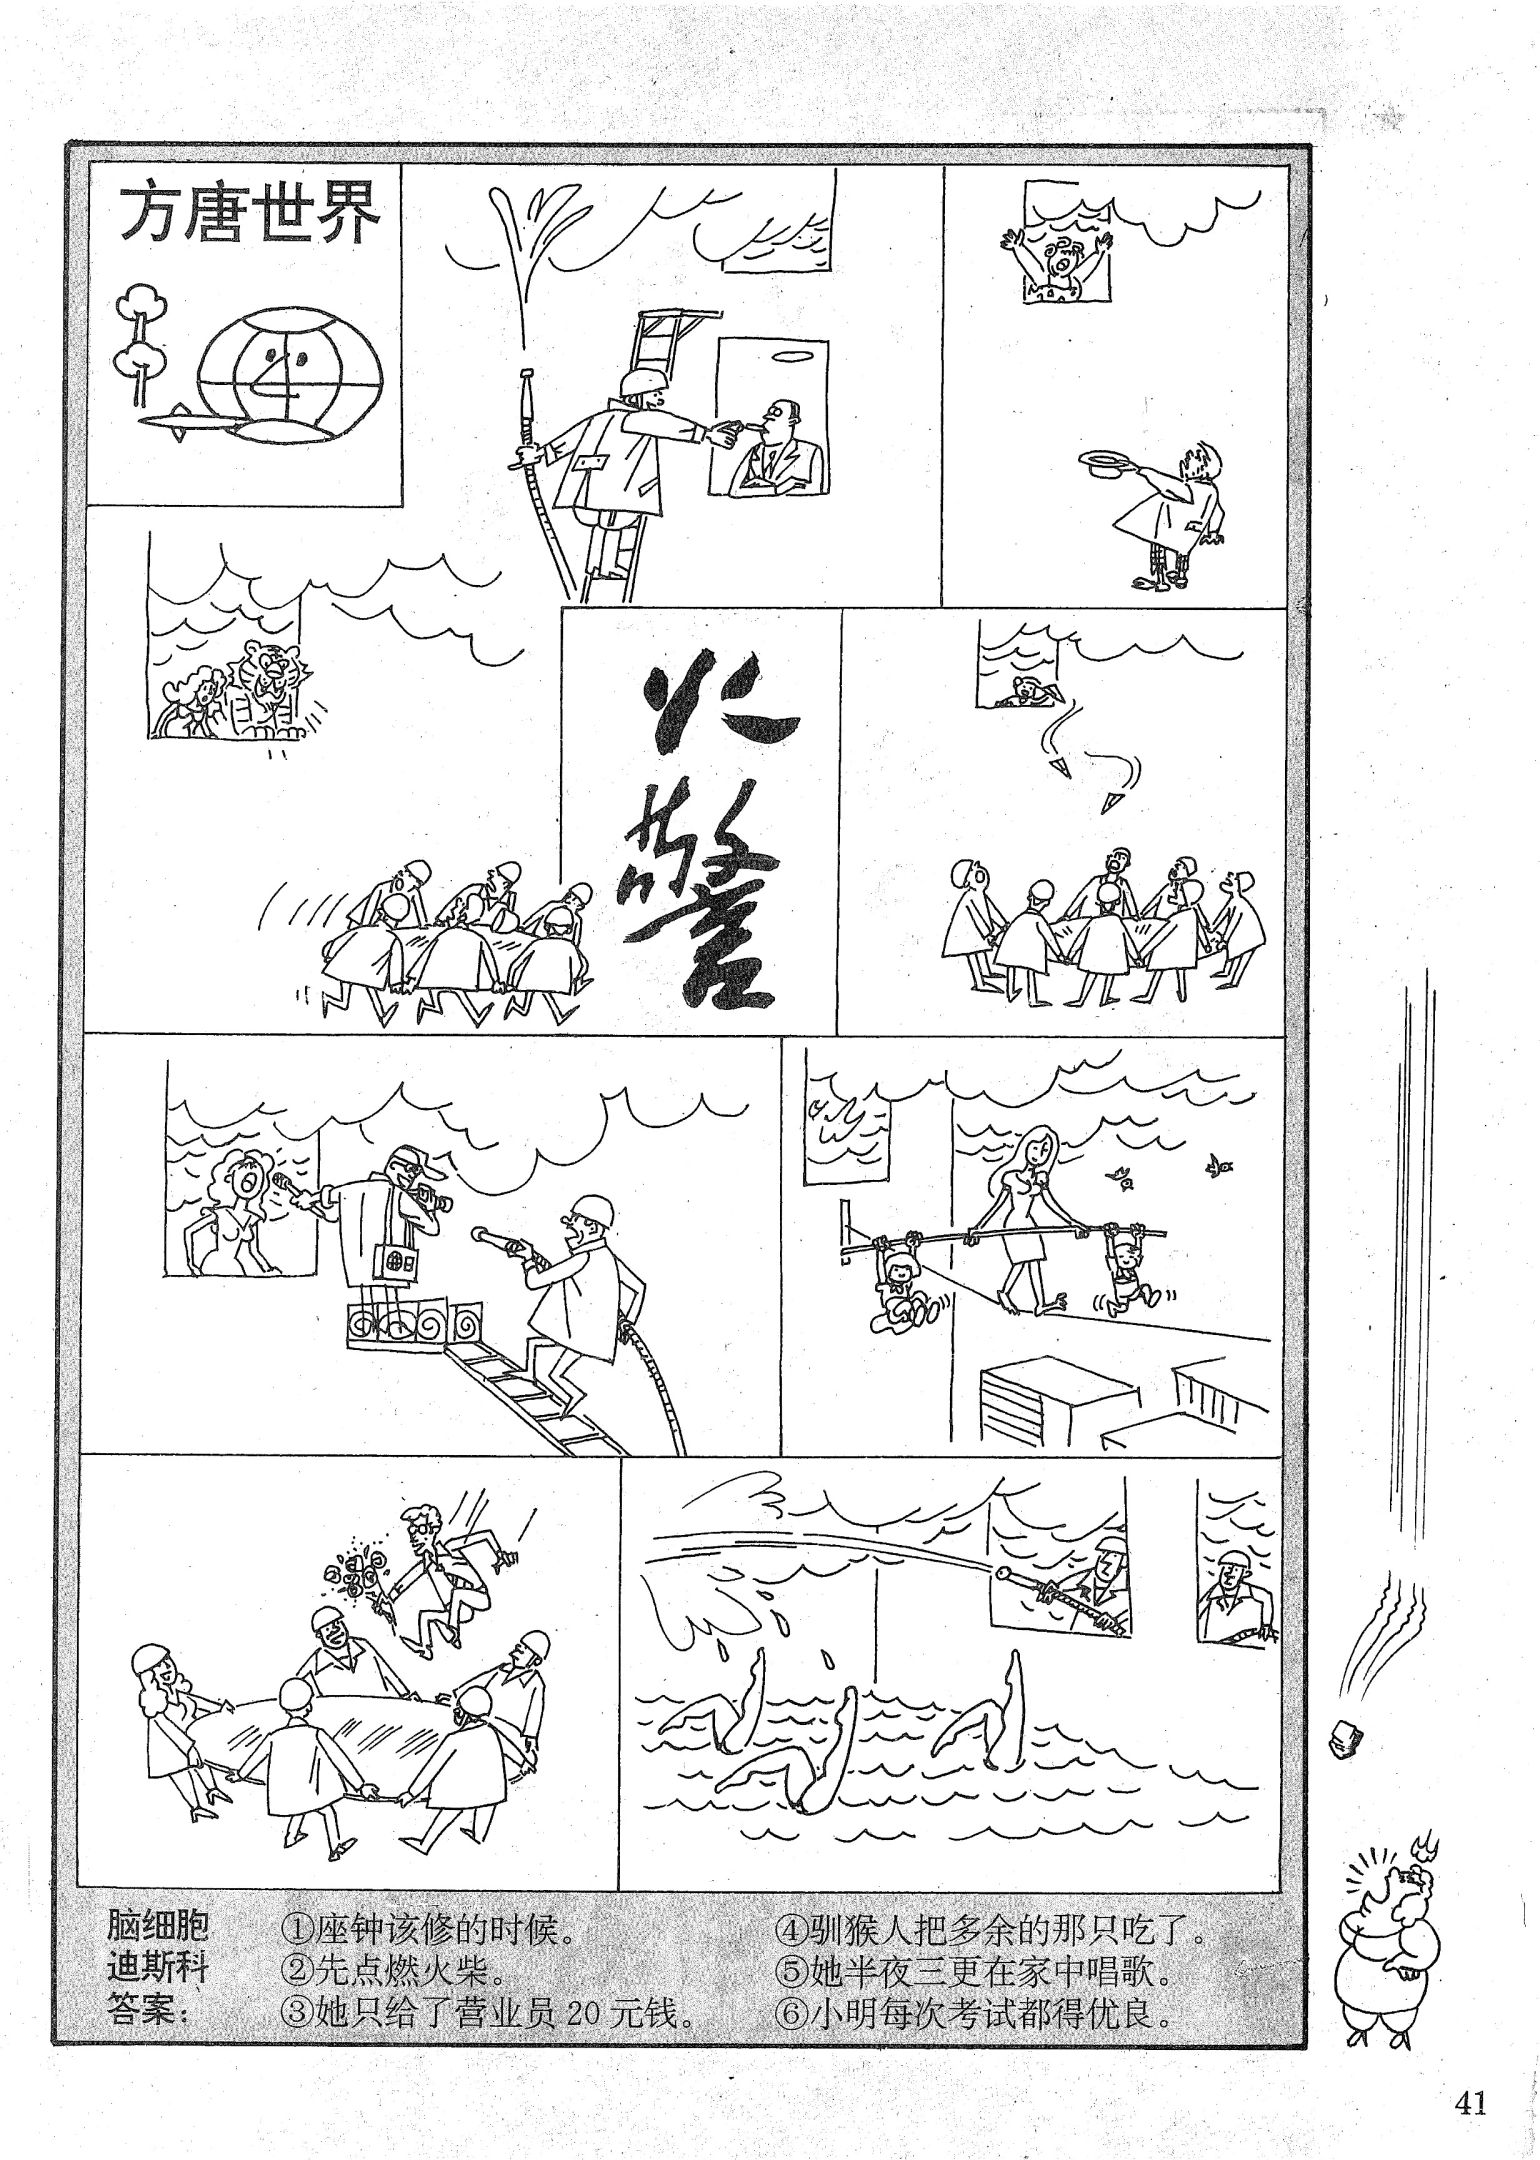 方唐世界
火
警
脑细胞
迪斯科
答案：
①座钟该修的时候。
②先点燃火柴。
③她只给了营业员 20 元钱。
④驯猴人把多余的那只吃了。
⑤她半夜三更在家中唱歌。
⑥小明每次考试都得优良。
41